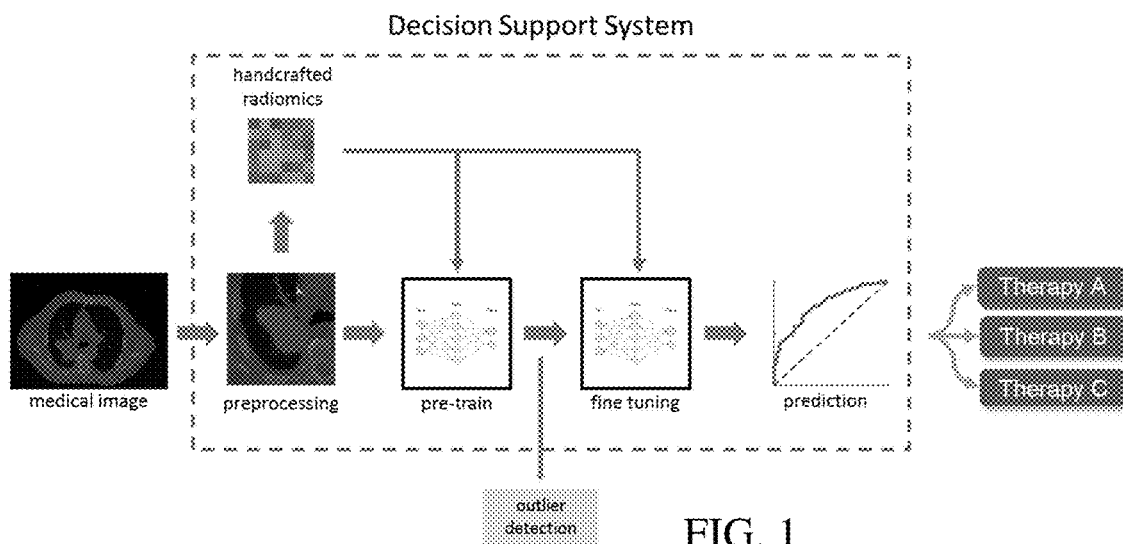 Decision Support System
handcrafted
radiomics
medical image
preprocessing
pre-train
fine tuning
prediction
Therapy A
Therapy B
Therapy C
outlier
detection
FIG. 1